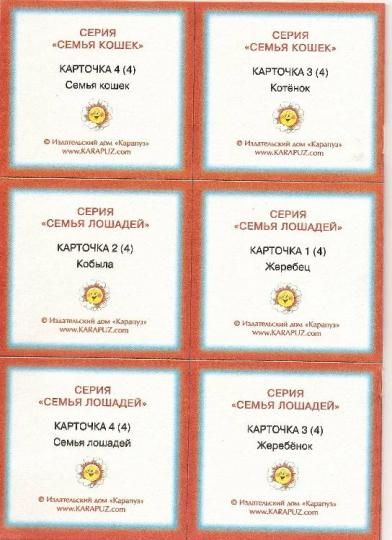 СЕРИЯ
«СЕМЬЯ КОШЕК»
КАРТОЧКА 4 (4)
Семья кошек
© Издательский дом «Карапуз»
www.KARAPUZ.com
СЕРИЯ
«СЕМЬЯ КОШЕК»
КАРТОЧКА 3 (4)
Котёнок
© Издательский дом «Карапуз»
www.KARAPUZ.com
СЕРИЯ
«СЕМЬЯ ЛОШАДЕЙ»
КАРТОЧКА 2 (4)
Кобыла
© Издательский дом «Карапуз»
www.KARAPUZ.com
СЕРИЯ
«СЕМЬЯ ЛОШАДЕЙ»
КАРТОЧКА 1 (4)
Жеребец
© Издательский дом «Карапуз»
www.KARAPUZ.com
СЕРИЯ
«СЕМЬЯ ЛОШАДЕЙ»
КАРТОЧКА 4 (4)
Семья лошадей
© Издательский дом «Карапуз»
www.KARAPUZ.com
СЕРИЯ
«СЕМЬЯ ЛОШАДЕЙ»
КАРТОЧКА 3 (4)
Жеребёнок
© Издательский дом «Карапуз»
www.KARAPUZ.com